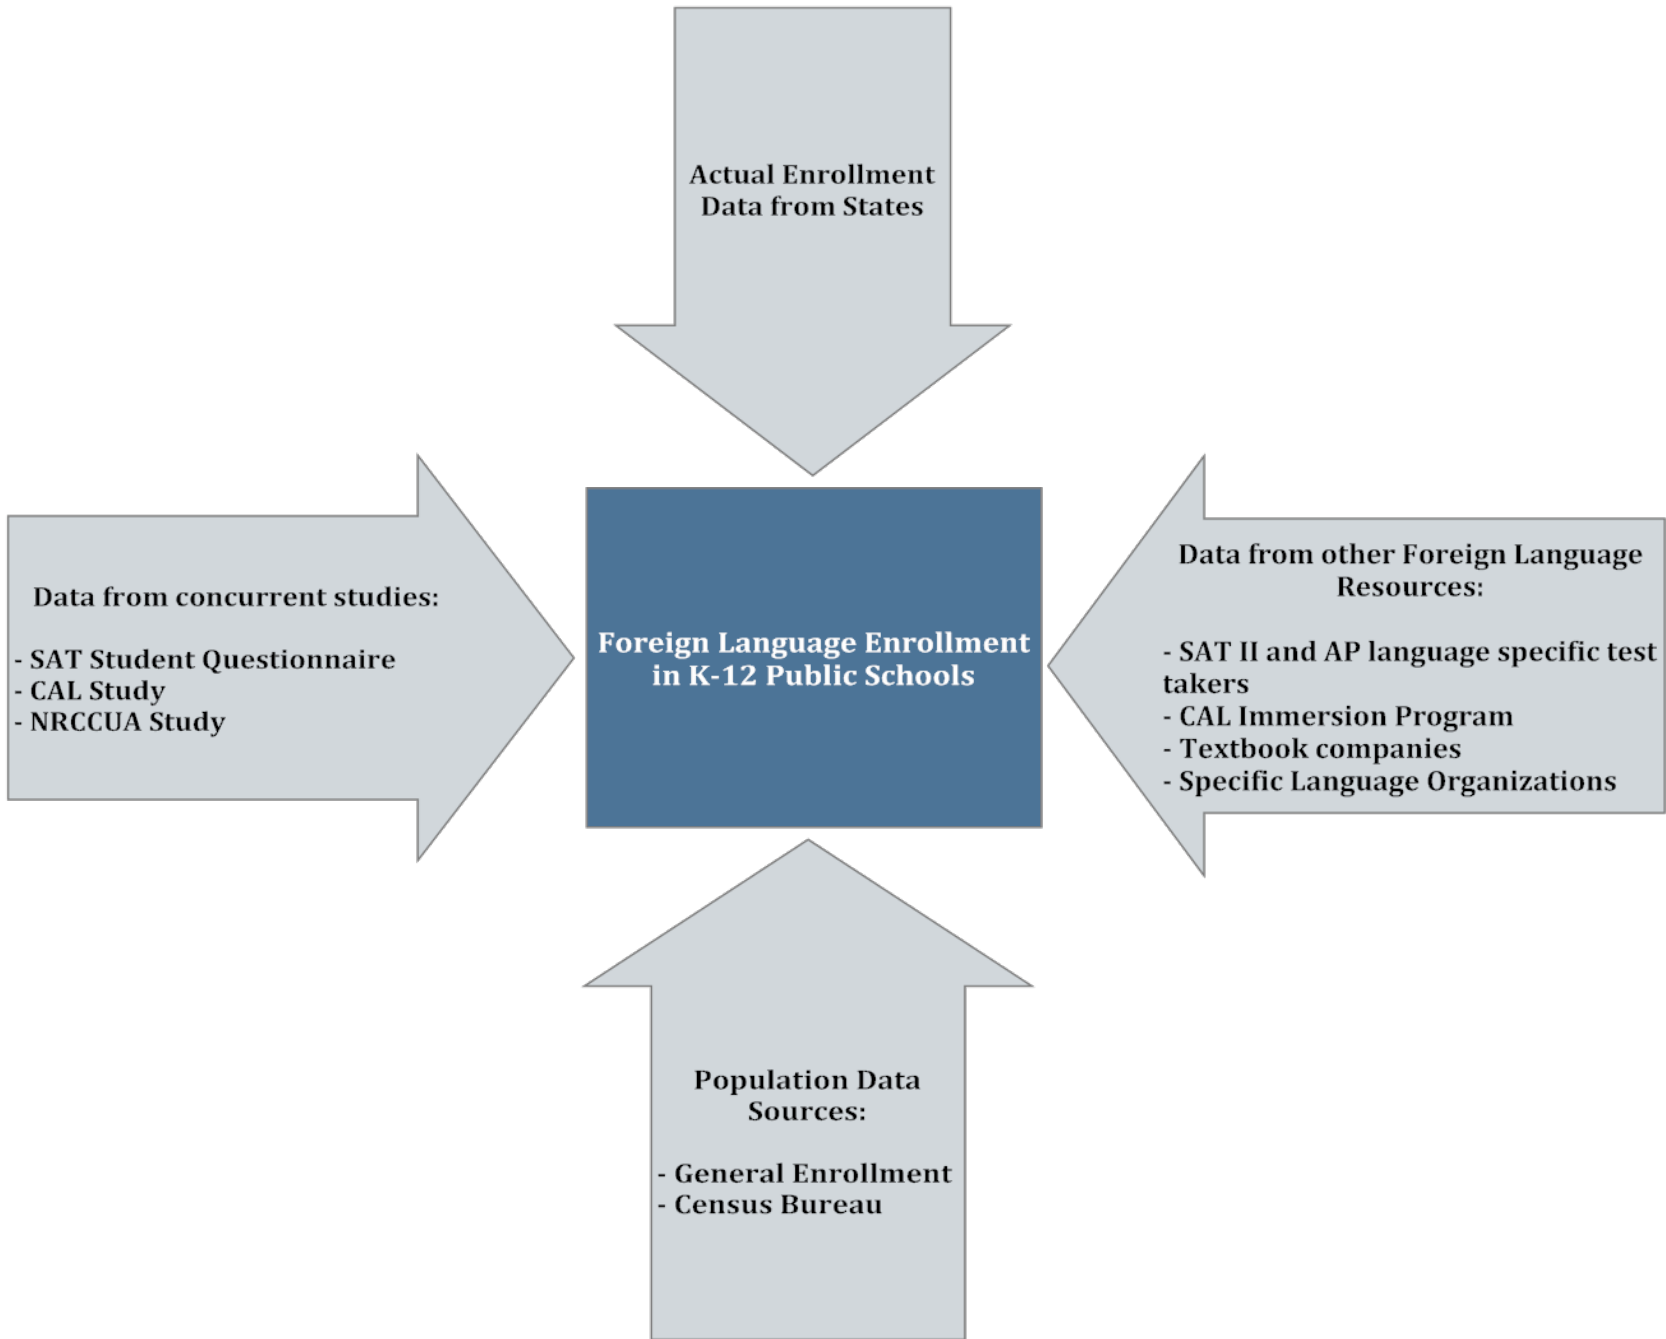 Actual Enrollment
Data from States
Data from concurrent studies:
- SAT Student Questionnaire
- CAL Study
- NRCCUA Study
Foreign Language Enrollment
in K-12 Public Schools
Data from other Foreign Language
Resources:
- SAT II and AP language specific test
takers
- CAL Immersion Program
- Textbook companies
- Specific Language Organizations
Population Data
Sources:
- General Enrollment
- Census Bureau